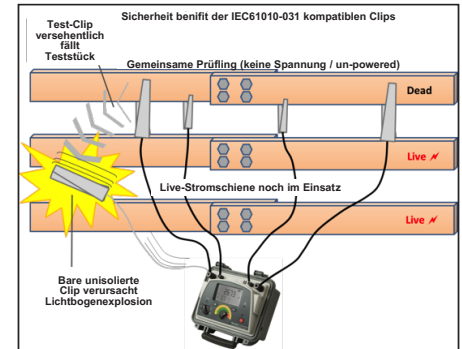 Sicherheit benifit der IEC61010-031 kompatiblen Clips
Test-Clip
versehentlich
fällt
Teststück
Gemeinsame Prüfling (keine Spannung / un-powered)
Dead
Live
Live-Stromschiene noch im Einsatz
Live
Bare unisolierte
Clip verursacht
Lichtbogenexplosion